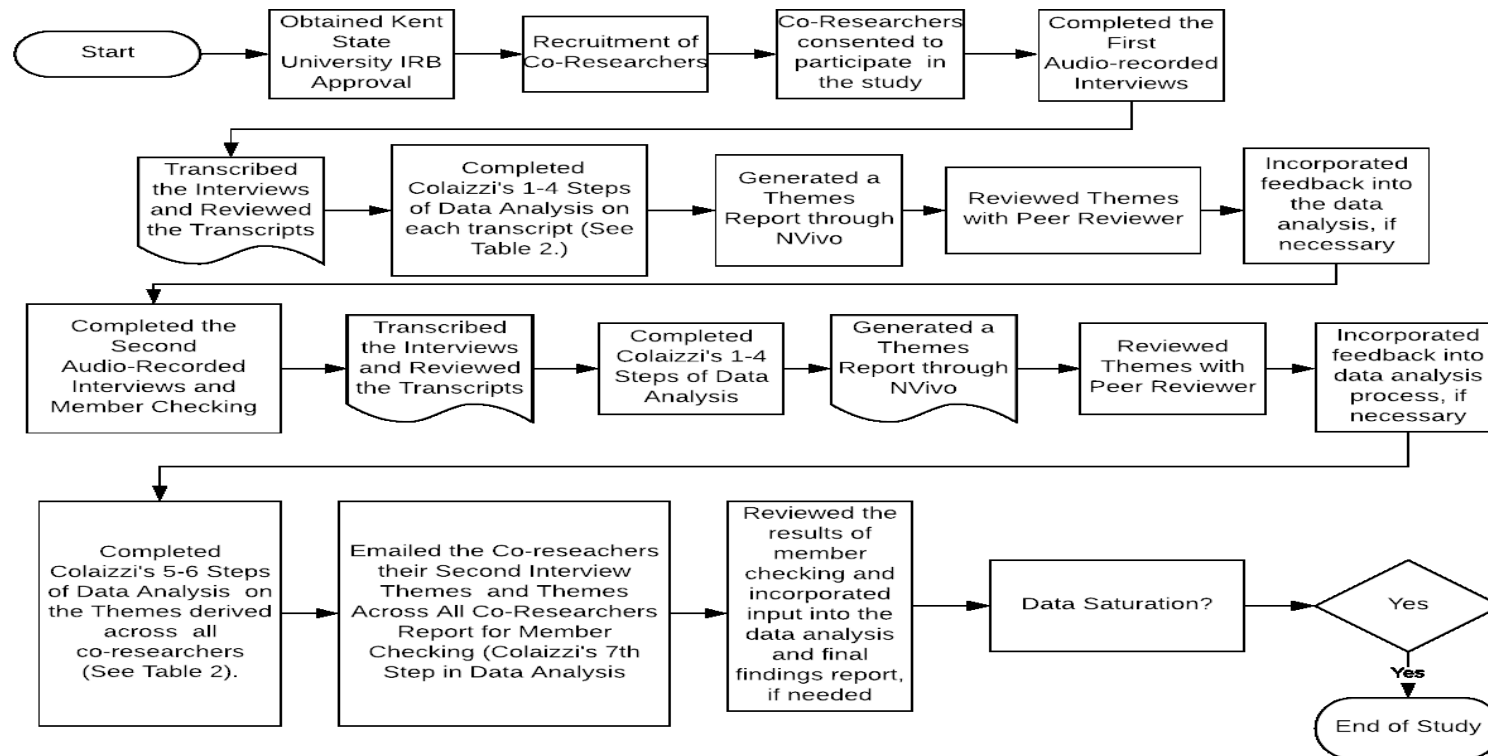 Start
Obtained Kent
State
University IRB
Approval
Recruitment of
Co-Researchers
Co-Researchers
consented to
participate in
the study
Completed the
First
Audio-recorded
Interviews
Transcribed
the Interviews
and Reviewed
the Transcripts
Completed
Colaizzi's 1-4 Steps
of Data Analysis on
each transcript (See
Table 2.)
Generated a
Themes
Report through
NVivo
Reviewed Themes
with Peer Reviewer
Incorporated
feedback into
the data
analysis, if
necessary
Completed the
Second
Audio-Recorded
Interviews and
Member Checking
Transcribed
the Interviews
and Reviewed
the Transcripts
Completed
Colaizzi's 1-4
Steps of Data
Analysis
Generated a
Themes
Report through
NVivo
Reviewed
Themes with
Peer Reviewer
Incorporated
feedback into
data analysis
process, if
necessary
Completed
Colaizzi's 5-6 Steps
of Data Analysis on
the Themes derived
across all
co-researchers
(See Table 2).
Emailed the Co-reseachers
their Second Interview
Themes and Themes
Across All Co-Researchers
Report for Member
Checking (Colaizzi's 7th
Step in Data Analysis
Reviewed the
results of
member
checking and
incorporated
input into the
data analysis
and final
findings report,
if needed
Data Saturation?
Yes
Yes
End of Study